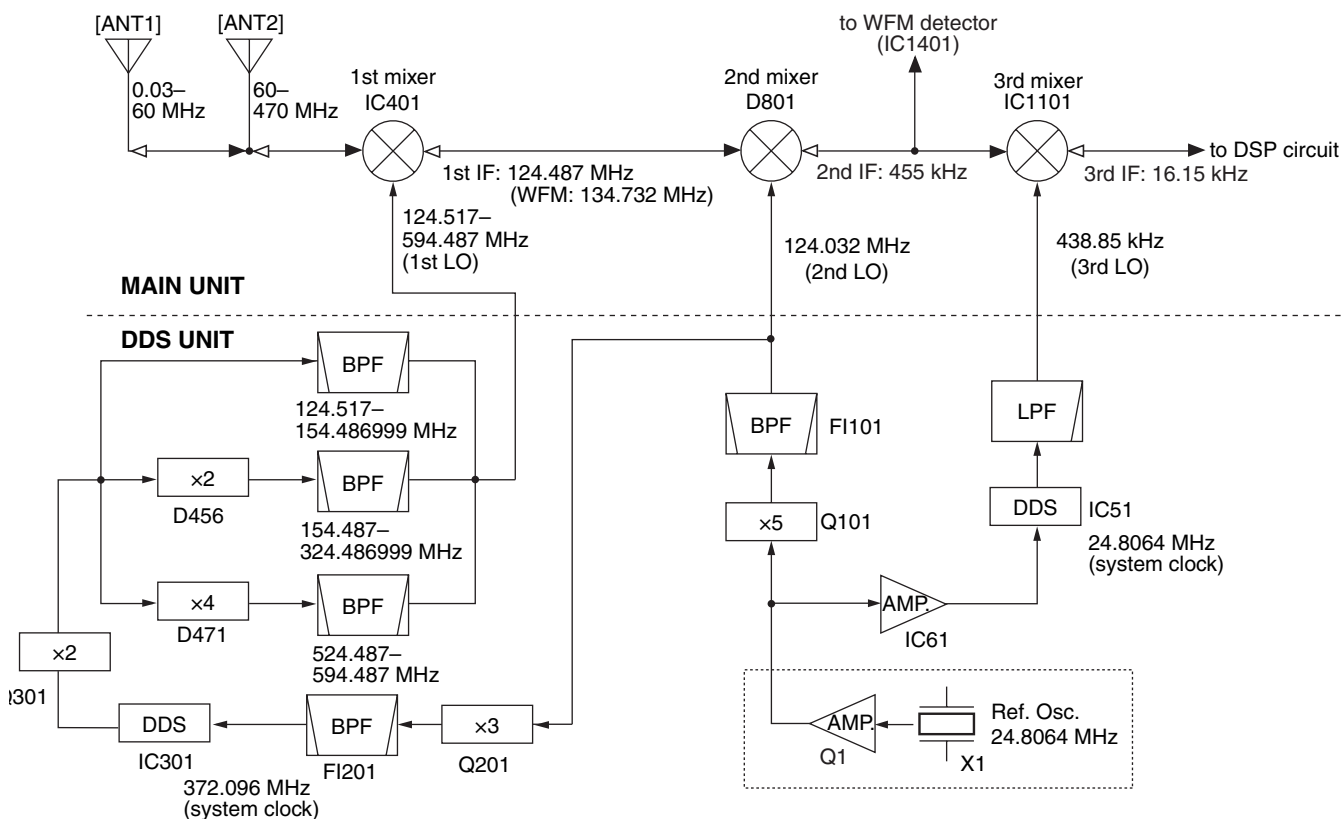 [ANT1]
[ANT2]
0.03–
60 MHz
60–
470 MHz
1st mixer
IC401
2nd mixer
D801
to WFM detector
(IC1401)
3rd mixer
IC1101
to DSP circuit
1st IF: 124.487 MHz
(WFM: 134.732 MHz)
2nd IF: 455 kHz
3rd IF: 16.15 kHz
124.517–
594.487 MHz
(1st LO)
124.032 MHz
(2nd LO)
438.85 kHz
(3rd LO)
MAIN UNIT
DDS UNIT
BPF
124.517–
154.486999 MHz
×2
D456
BPF
154.487–
324.486999 MHz
×4
D471
BPF
524.487–
594.487 MHz
×2
Q301
DDS
IC301
372.096 MHz
(system clock)
BPF
FI201
×3
Q201
BPF
FI101
×5
Q101
LPF
DDS
IC51
24.8064 MHz
(system clock)
AMP.
IC61
AMP.
Q1
Ref. Osc.
24.8064 MHz
X1